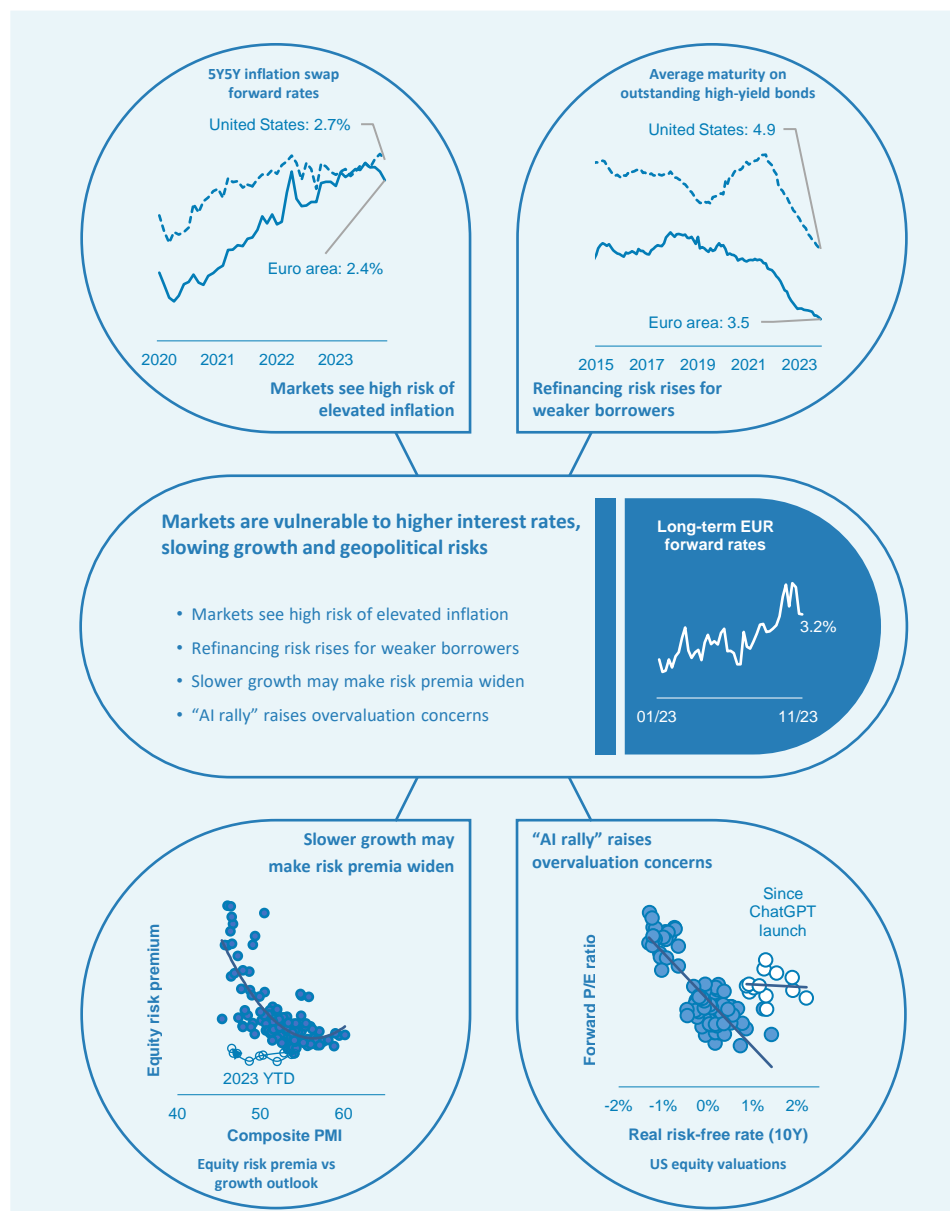 5Y5Y inflation swap
forward rates
United States: 2.7%
Euro area: 2.4%
2020 2021 2022 2023
Markets see high risk of
elevated inflation
Average maturity on
outstanding high-yield bonds
United States: 4.9
Euro area: 3.5
2015 2017 2019 2021 2023
Refinancing risk rises for
weaker borrowers
Markets are vulnerable to higher interest rates,
slowing growth and geopolitical risks
• Markets see high risk of elevated inflation
• Refinancing risk rises for weaker borrowers
• Slower growth may make risk premia widen
• “AI rally” raises overvaluation concerns
Long-term EUR
forward rates
3.2%
01/23 11/23
Slower growth may
make risk premia widen
Equity risk premium
2023 YTD
40 50 60
Composite PMI
Equity risk premia vs
growth outlook
“AI rally” raises
overvaluation concerns
Since
ChatGPT
launch
Forward P/E ratio
-2% -1% 0% 1% 2%
Real risk-free rate (10Y)
US equity valuations